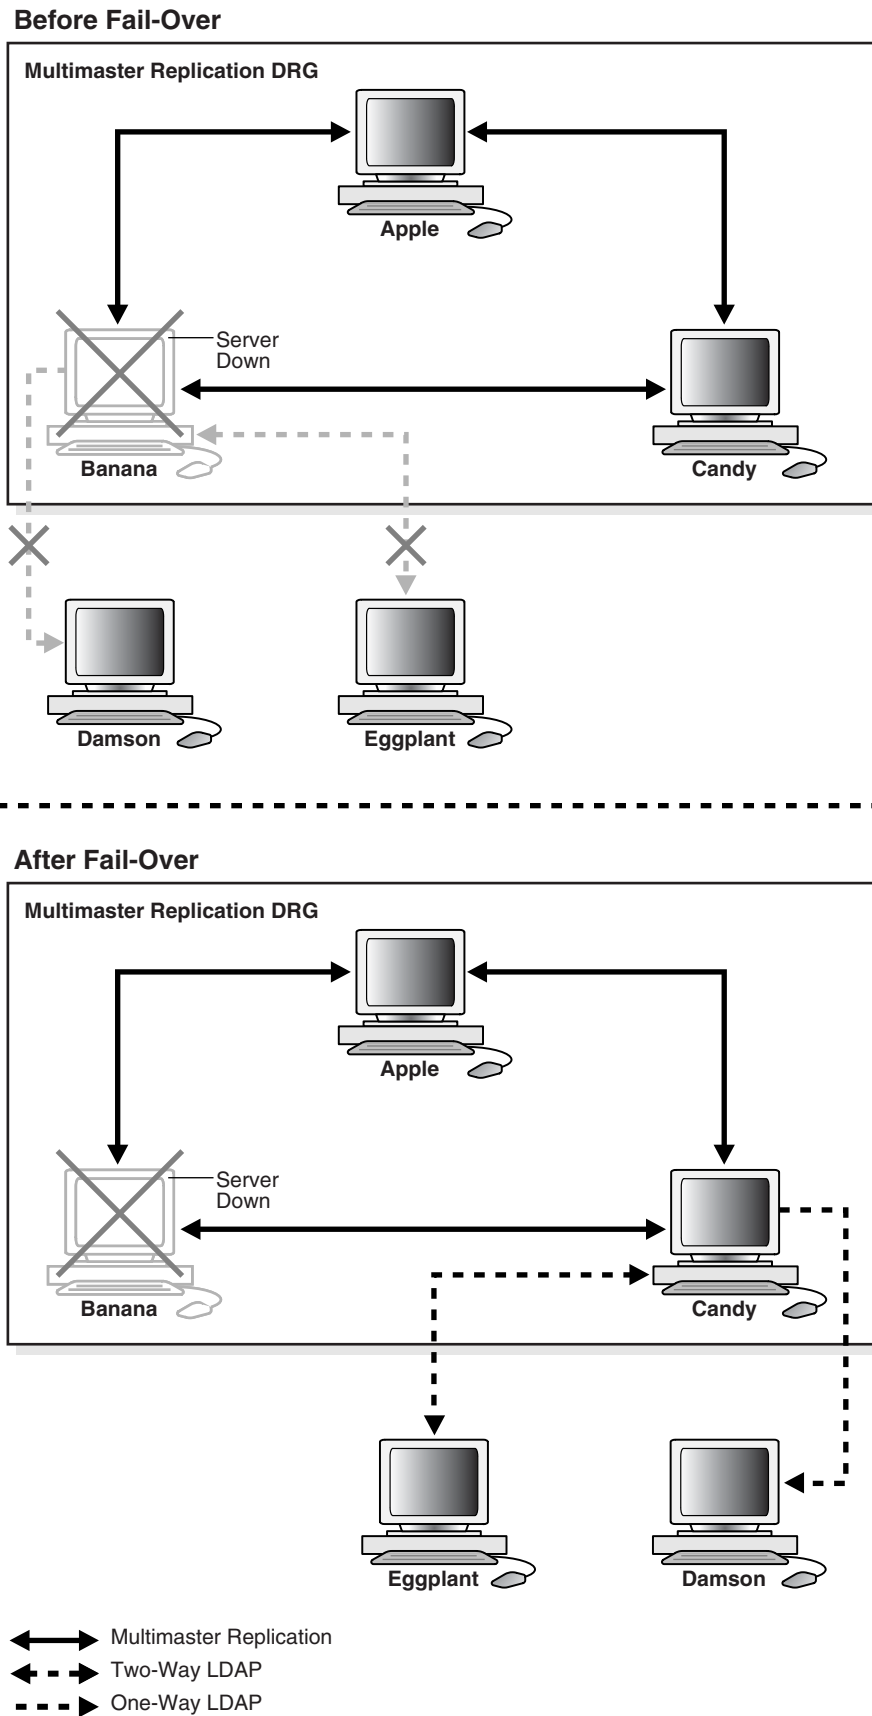 Before Fail-Over
Multimaster Replication DRG
Apple
Server
Down
Banana
Candy
Damson
Eggplant
After Fail-Over
Multimaster Replication DRG
Apple
Server
Down
Banana
Candy
Eggplant
Damson
Multimaster Replication
Two-Way LDAP
One-Way LDAP